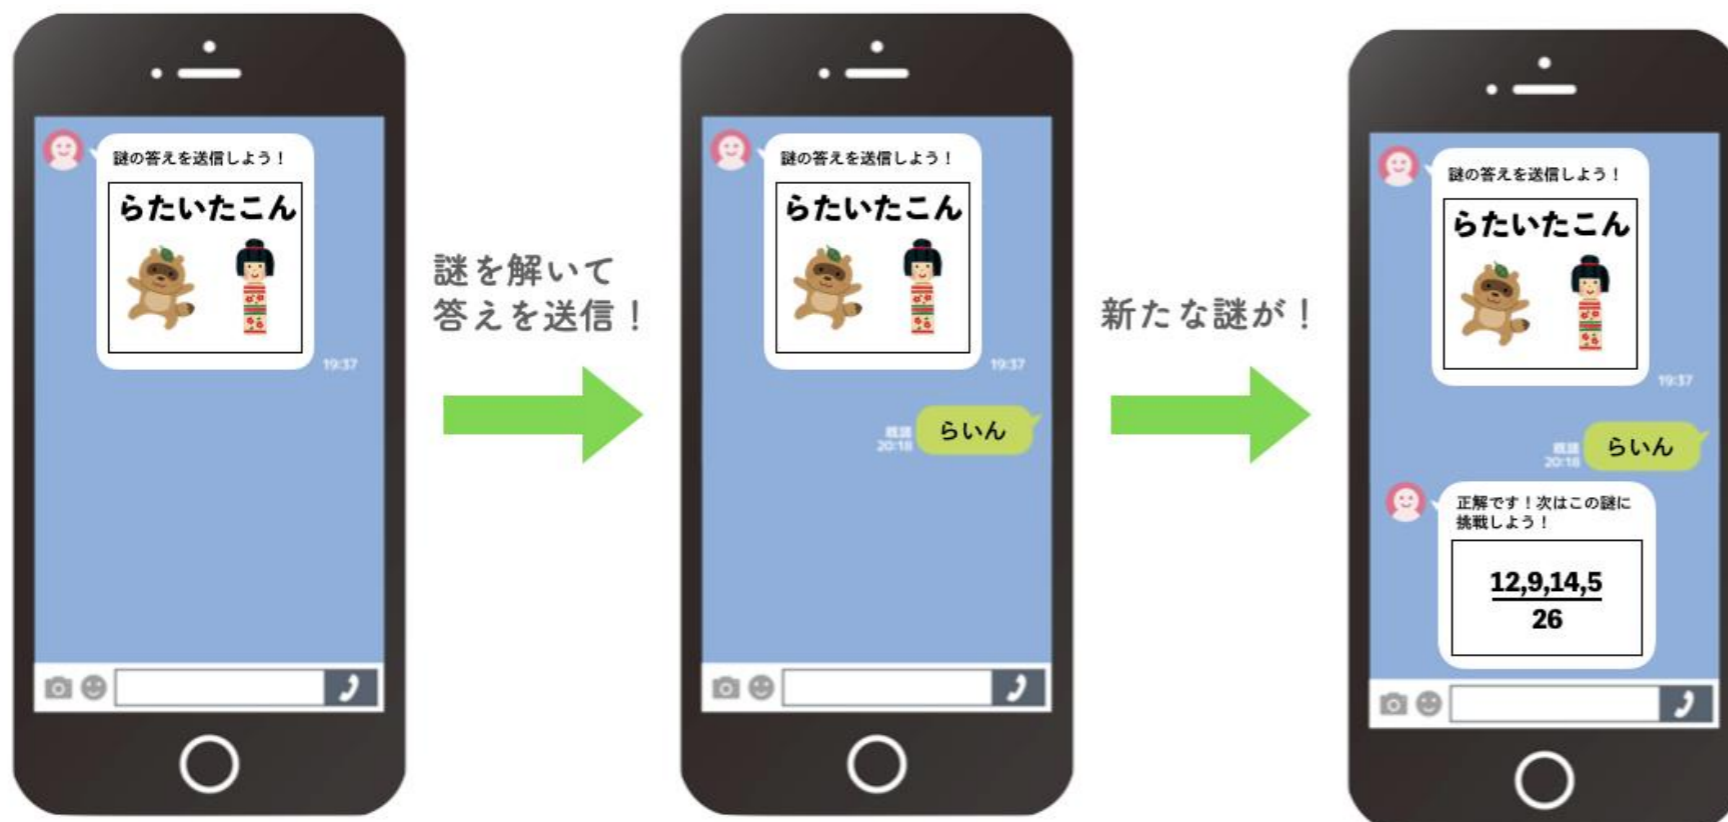 謎の答えを送信しよう！
らたいたこん
19:37
謎を解いて
答えを送信！
謎の答えを送信しよう！
らたいたこん
19:37
既読
20:18
らいん
新たな謎が！
謎の答えを送信しよう！
らたいたこん
19:37
既読
20:18
らいん
正解です！次はこの謎に
挑戦しよう！
12,9,14,5
26